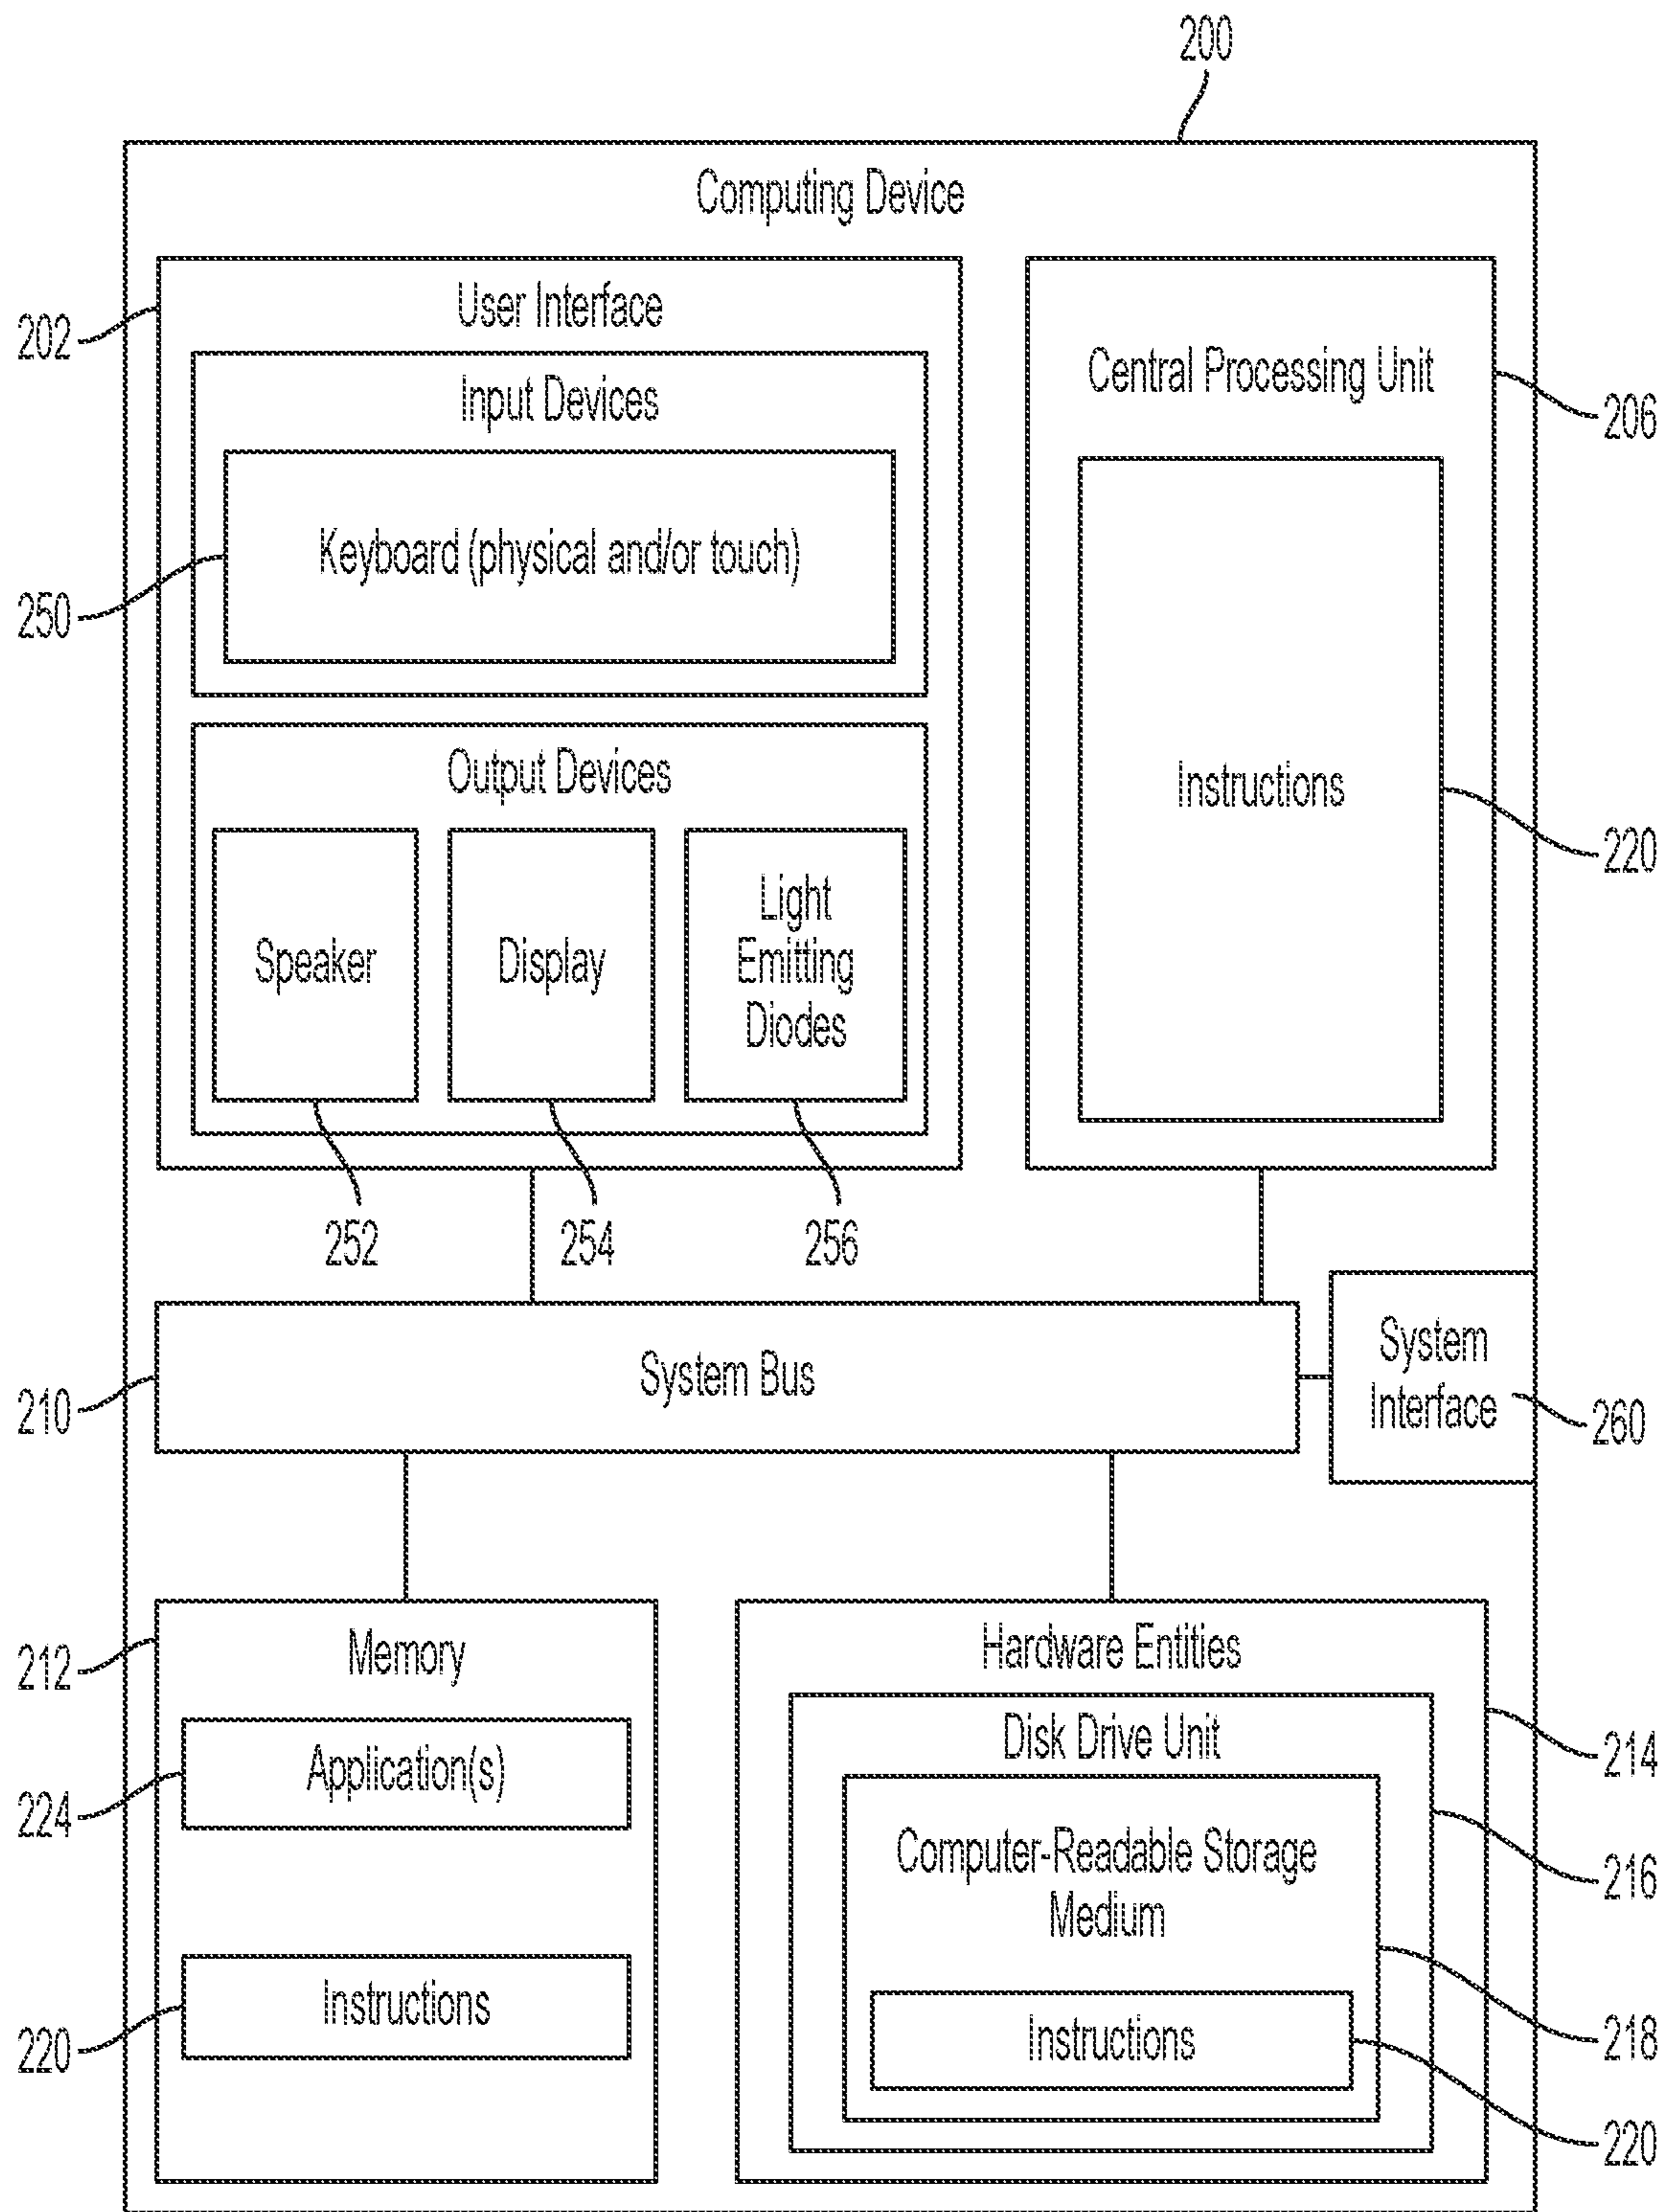 200
Computing Device
User Interface
202
Input Devices
Keyboard (physical and/or touch)
250
Output Devices
Speaker
Display
Light
Emitting
Diodes
252
254
256
Central Processing Unit
206
Instructions
220
System Bus
210
System
Interface
260
Memory
212
Application(s)
224
Instructions
220
Hardware Entities
214
Disk Drive Unit
216
Computer-Readable Storage
Medium
218
Instructions
220